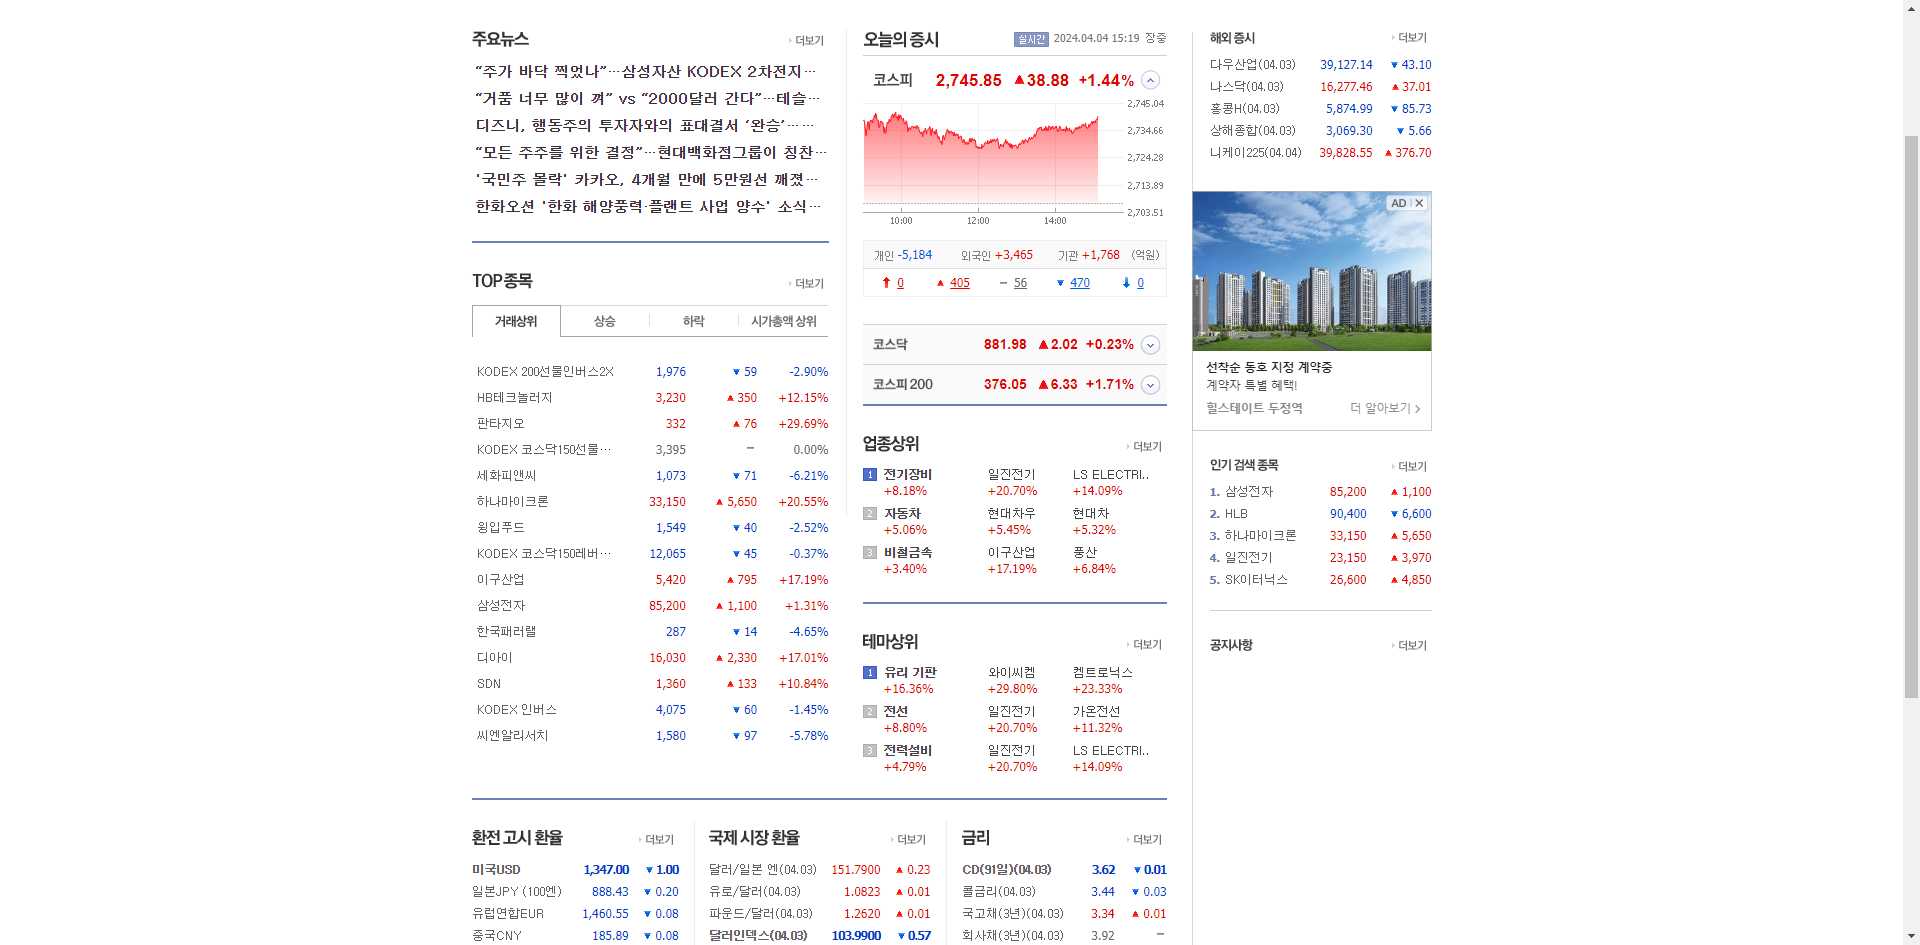 주요뉴스
더보기
“주가 바닥 찍었나”…삼성자산 KODEX 2차전지…
“거품 너무 많이 껴” vs “2000달러 간다”…테슬…
디즈니, 행동주의 투자자와의 표대결서 ‘완승’……
“모든 주주를 위한 결정”…현대백화점그룹이 칭찬…
'국민주 몰락' 카카오, 4개월 만에 5만원선 깨졌…
한화오션 '한화 해양풍력·플랜트 사업 양수' 소식…
TOP 종목
더보기
거래상위 상승 하락 시가총액 상위
KODEX 200선물인버스2X 1,976 ▼ 59 -2.90%
HB테크놀러지 3,230 ▲ 350 +12.15%
판타지오 332 ▲ 76 +29.69%
KODEX 코스닥150선물… 3,395 − 0.00%
세화피앤씨 1,073 ▼ 71 -6.21%
하나마이크론 33,150 ▲ 5,650 +20.55%
윙입푸드 1,549 ▼ 40 -2.52%
KODEX 코스닥150레버… 12,065 ▼ 45 -0.37%
이구산업 5,420 ▲ 795 +17.19%
삼성전자 85,200 ▲ 1,100 +1.31%
한국패러랠 287 ▼ 14 -4.65%
디아이 16,030 ▲ 2,330 +17.01%
SDN 1,360 ▲ 133 +10.84%
KODEX 인버스 4,075 ▼ 60 -1.45%
씨엔알리서치 1,580 ▼ 97 -5.78%
오늘의 증시
실시간 2024.04.04 15:19 장중
코스피 2,745.85 ▲ 38.88 +1.44%
2,745.04
2,734.66
2,724.28
2,713.89
2,703.51
10:00 12:00 14:00
개인 -5,184 외국인 +3,465 기관 +1,768 (억원)
↑ 0 ▲ 405 − 56 ▼ 470 ↓ 0
코스닥 881.98 ▲ 2.02 +0.23%
코스피 200 376.05 ▲ 6.33 +1.71%
업종상위
더보기
1 전기장비 일진전기 LS ELECTRI..
+8.18% +20.70% +14.09%
2 자동차 현대차우 현대차
+5.06% +5.45% +5.32%
3 비철금속 이구산업 풍산
+3.40% +17.19% +6.84%
테마상위
더보기
1 유리 기판 와이씨켐 켐트로닉스
+16.36% +29.80% +23.33%
2 전선 일진전기 가온전선
+8.80% +20.70% +11.32%
3 전력설비 일진전기 LS ELECTRI..
+4.79% +20.70% +14.09%
해외 증시
더보기
다우산업(04.03) 39,127.14 ▼ 43.10
나스닥(04.03) 16,277.46 ▲ 37.01
홍콩H(04.03) 5,874.99 ▼ 85.73
상해종합(04.03) 3,069.30 ▼ 5.66
니케이225(04.04) 39,828.55 ▲ 376.70
AD X
선착순 동호 지정 계약중
계약자 특별 혜택!
힐스테이트 두정역 더 알아보기 >
인기 검색 종목
더보기
1. 삼성전자 85,200 ▲ 1,100
2. HLB 90,400 ▼ 6,600
3. 하나마이크론 33,150 ▲ 5,650
4. 일진전기 23,150 ▲ 3,970
5. SK이터닉스 26,600 ▲ 4,850
공지사항
더보기
환전 고시 환율
더보기
미국USD 1,347.00 ▼ 1.00
일본JPY (100엔) 888.43 ▼ 0.20
유럽연합EUR 1,460.55 ▼ 0.08
중국CNY 185.89 ▼ 0.08
국제 시장 환율
더보기
달러/일본 엔(04.03) 151.7900 ▲ 0.23
유로/달러(04.03) 1.0823 ▲ 0.01
파운드/달러(04.03) 1.2620 ▲ 0.01
달러인덱스(04.03) 103.9900 ▼ 0.57
금리
더보기
CD(91일)(04.03) 3.62 ▼ 0.01
콜금리(04.03) 3.44 ▼ 0.03
국고채(3년)(04.03) 3.34 ▲ 0.01
회사채(3년)(04.03) 3.92 −